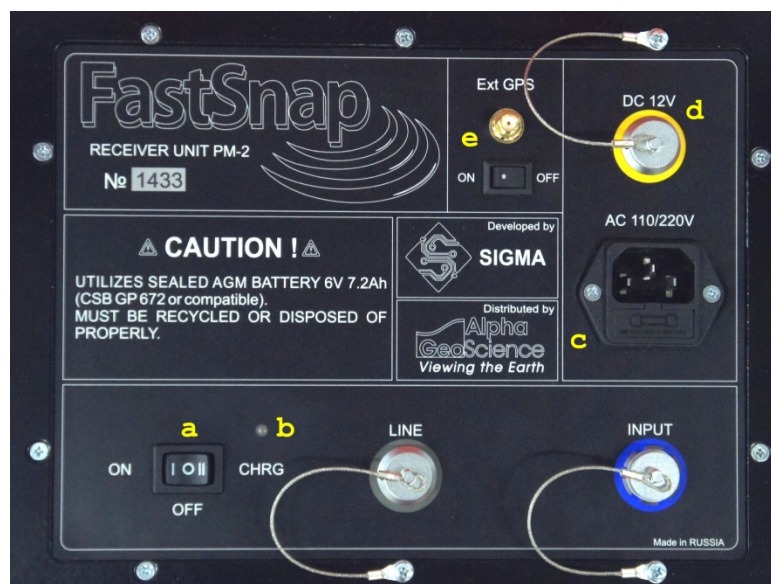 FastSnap
RECEIVER UNIT PM-2
№ 1433
Ext GPS
e
ON
OFF
DC 12V
d
AC 110/220V
c
CAUTION !
UTILIZES SEALED AGM BATTERY 6V 7.2Ah
(CSB GP 672 or compatible).
MUST BE RECYCLED OR DISPOSED OF
PROPERLY.
Developed by
SIGMA
Distributed by
Alpha
GeoScience
Viewing the Earth
a
b
ON
I O II
CHRG
OFF
LINE
INPUT
Made in RUSSIA